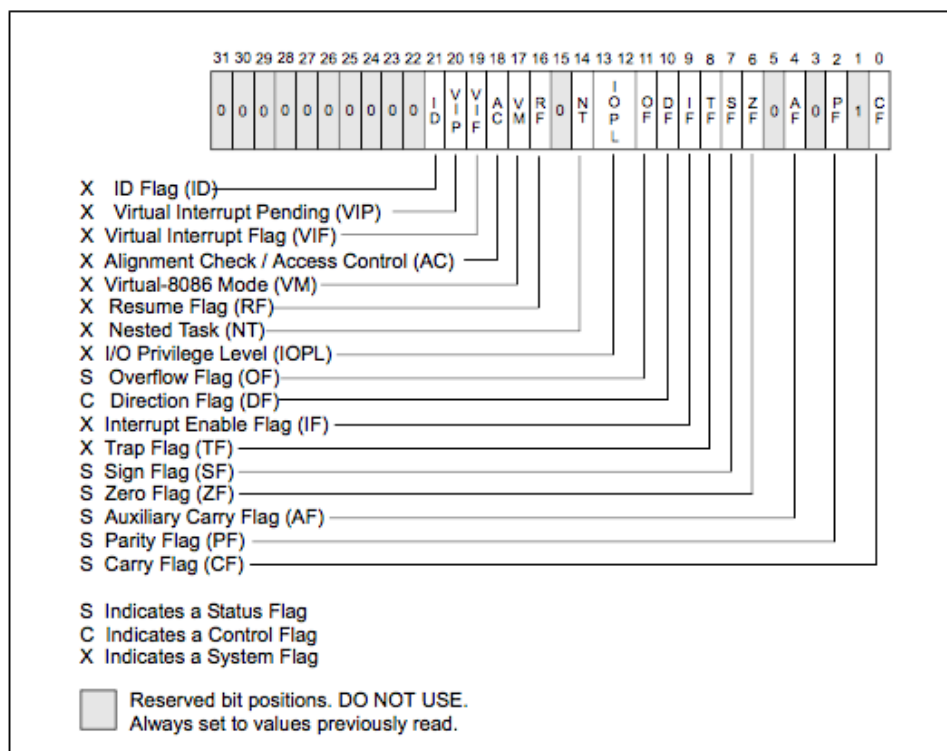 31 30 29 28 27 26 25 24 23 22 21 20 19 18 17 16 15 14 13 12 11 10 9 8 7 6 5 4 3 2 1 0
0 0 0 0 0 0 0 0 0 0 ID VIP VIF AC VM RF 0 NT IOPL OF DF IF TF SF ZF 0 AF 0 PF 1 CF
X ID Flag (ID)
X Virtual Interrupt Pending (VIP)
X Virtual Interrupt Flag (VIF)
X Alignment Check / Access Control (AC)
X Virtual-8086 Mode (VM)
X Resume Flag (RF)
X Nested Task (NT)
X I/O Privilege Level (IOPL)
S Overflow Flag (OF)
C Direction Flag (DF)
X Interrupt Enable Flag (IF)
X Trap Flag (TF)
S Sign Flag (SF)
S Zero Flag (ZF)
S Auxiliary Carry Flag (AF)
S Parity Flag (PF)
S Carry Flag (CF)
S Indicates a Status Flag
C Indicates a Control Flag
X Indicates a System Flag
Reserved bit positions. DO NOT USE.
Always set to values previously read.